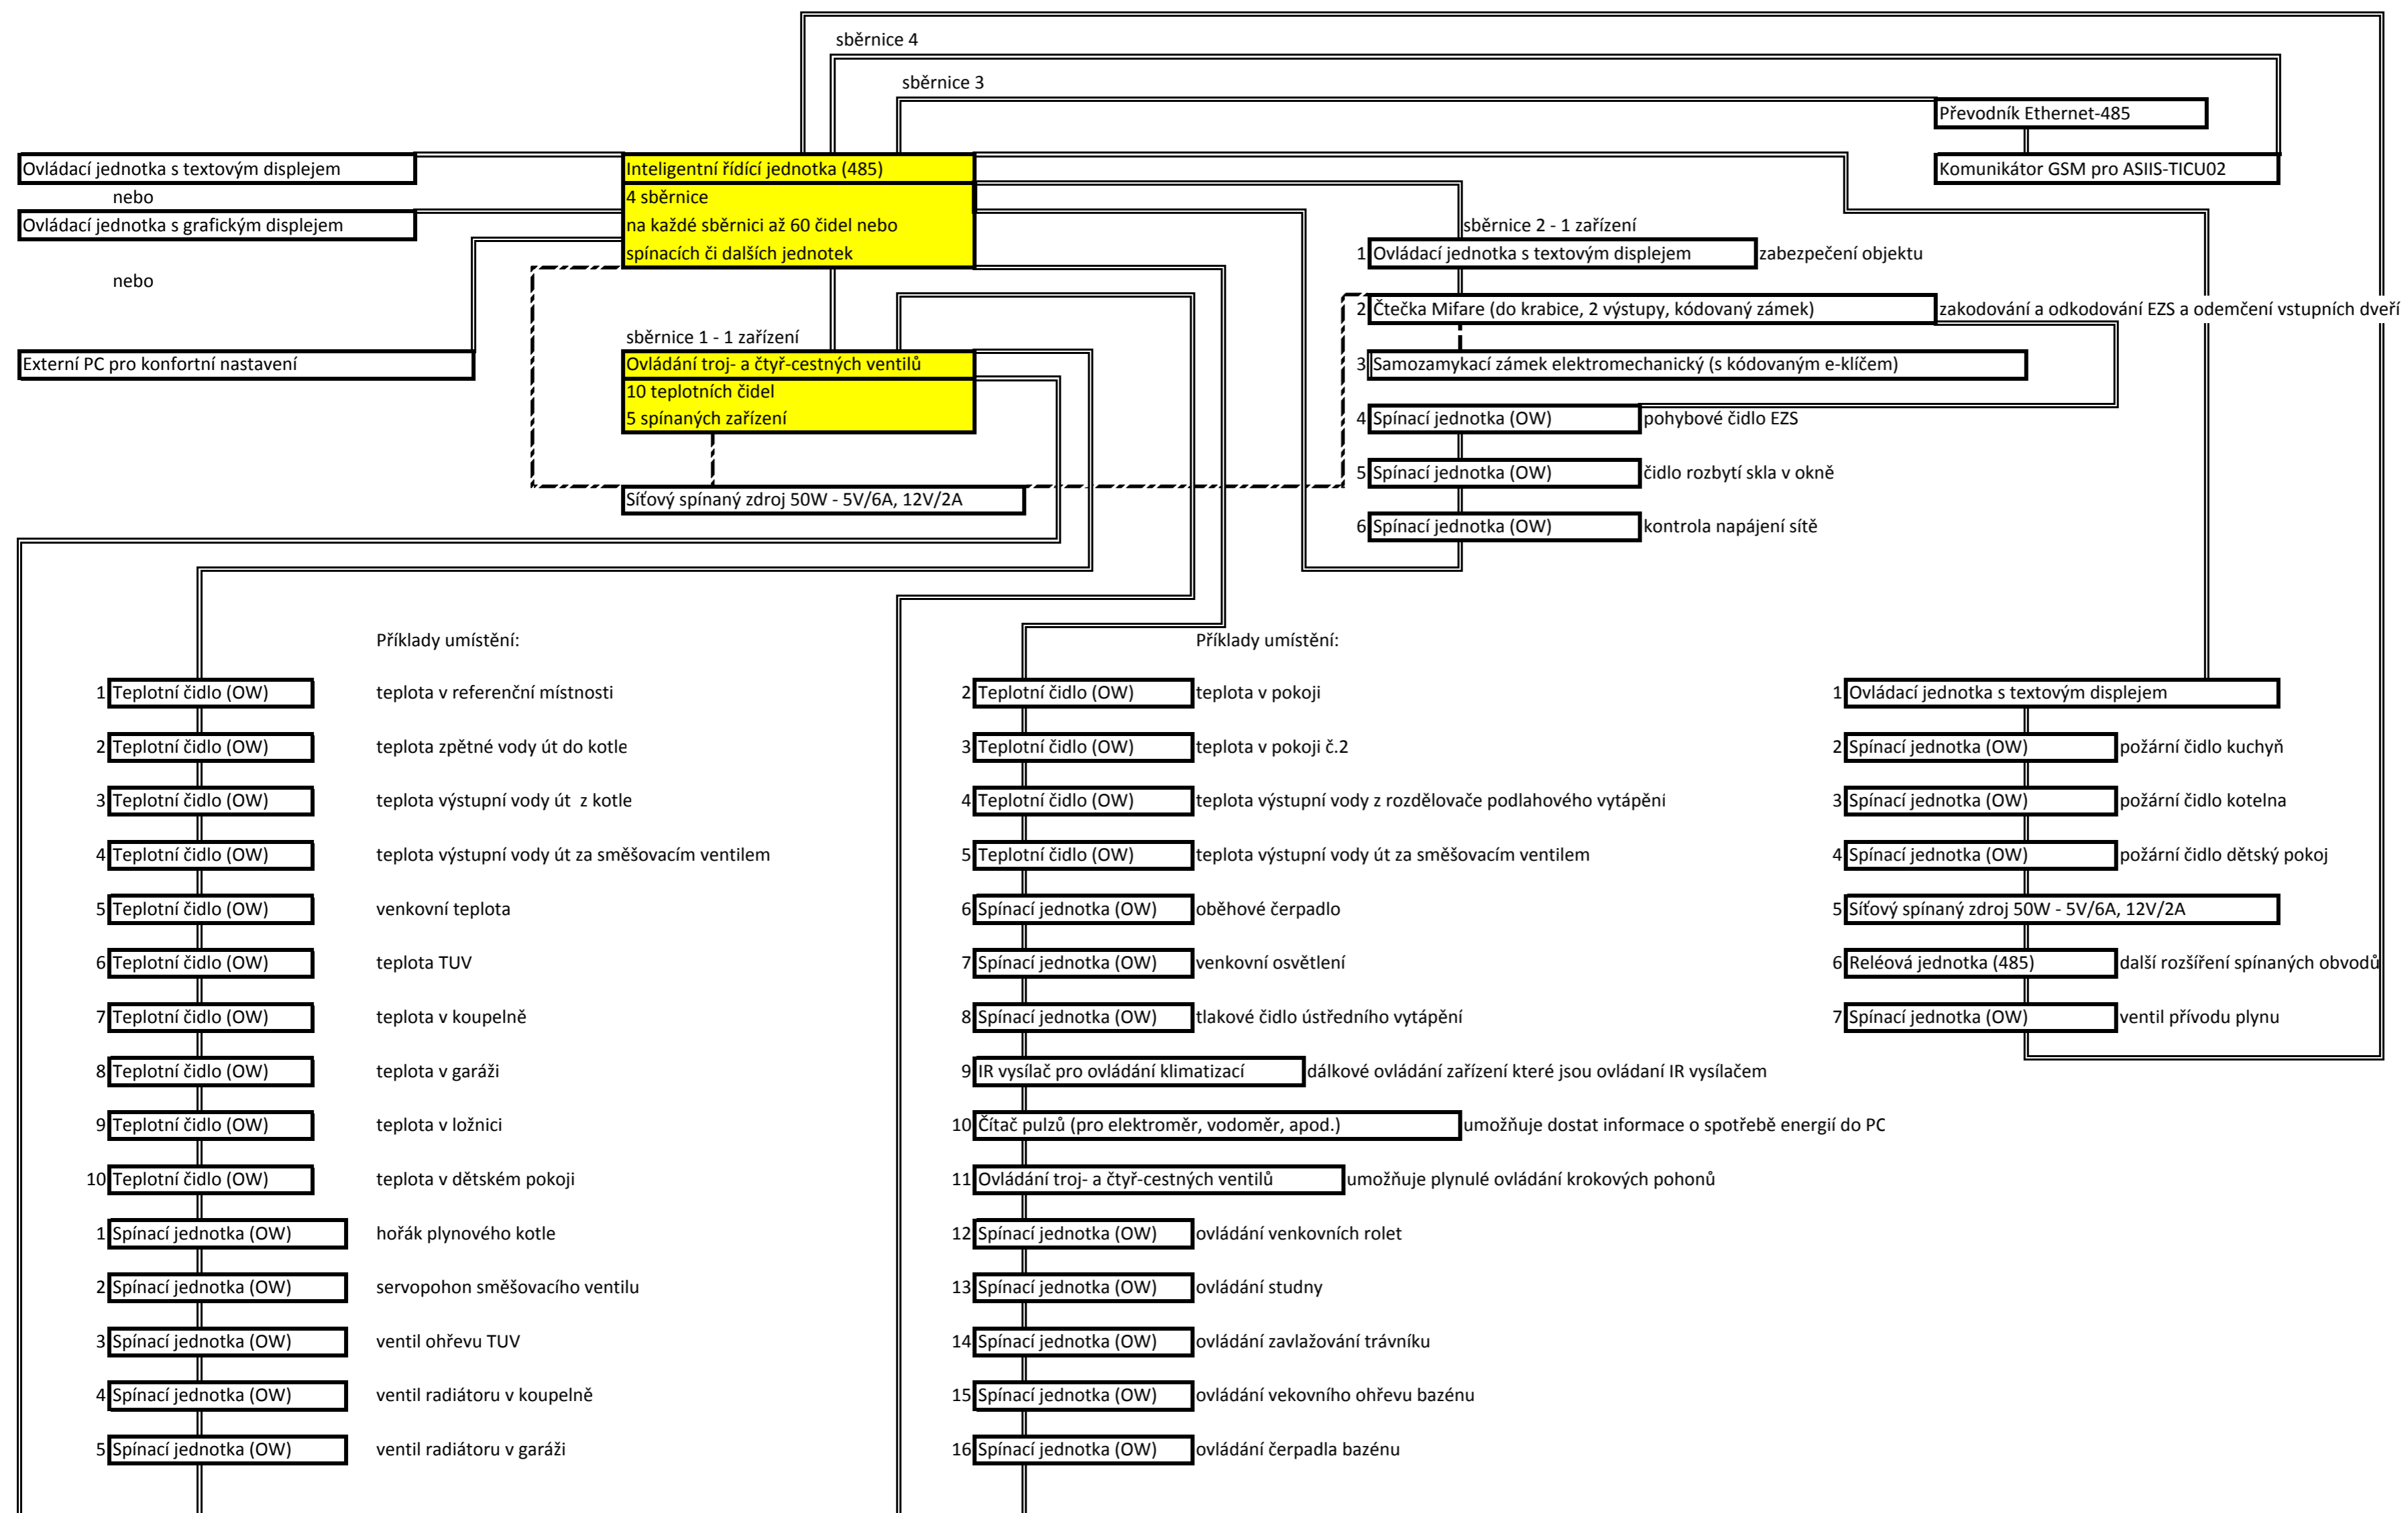 sběrnice 4
sběrnice 3
Převodník Ethernet-485
Ovládací jednotka s textovým displejem
Inteligentní řídící jednotka (485)
Komunikátor GSM pro ASIIS-TICU02
nebo
4 sběrnice
Ovládací jednotka s grafickým displejem
na každé sběrnici až 60 čidel nebo
sběrnice 2 - 1 zařízení
spínacích či dalších jednotek
1 Ovládací jednotka s textovým displejem zabezpečení objektu
nebo
2 Čtečka Mifare (do krabice, 2 výstupy, kódovaný zámek) zakodování a odkodování EZS a odemčení vstupních dveří
sběrnice 1 - 1 zařízení
Externí PC pro konfortní nastavení
Ovládání troj- a čtyř-cestných ventilů
3 Samozamykací zámek elektromechanický (s kódovaným e-klíčem)
10 teplotních čidel
5 spínaných zařízení
4 Spínací jednotka (OW) pohybové čidlo EZS
5 Spínací jednotka (OW) čidlo rozbytí skla v okně
Síťový spínaný zdroj 50W - 5V/6A, 12V/2A
6 Spínací jednotka (OW) kontrola napájení sítě
Příklady umístění:
1 Teplotní čidlo (OW) teplota v referenční místnosti
2 Teplotní čidlo (OW) teplota zpětné vody út do kotle
3 Teplotní čidlo (OW) teplota výstupní vody út z kotle
4 Teplotní čidlo (OW) teplota výstupní vody út za směšovacím ventilem
5 Teplotní čidlo (OW) venkovní teplota
6 Teplotní čidlo (OW) teplota TUV
7 Teplotní čidlo (OW) teplota v koupelně
8 Teplotní čidlo (OW) teplota v garáži
9 Teplotní čidlo (OW) teplota v ložnici
10 Teplotní čidlo (OW) teplota v dětském pokoji
1 Spínací jednotka (OW) hořák plynového kotle
2 Spínací jednotka (OW) servopohon směšovacího ventilu
3 Spínací jednotka (OW) ventil ohřevu TUV
4 Spínací jednotka (OW) ventil radiátoru v koupelně
5 Spínací jednotka (OW) ventil radiátoru v garáži
Příklady umístění:
2 Teplotní čidlo (OW) teplota v pokoji
3 Teplotní čidlo (OW) teplota v pokoji č.2
4 Teplotní čidlo (OW) teplota výstupní vody z rozdělovače podlahového vytápění
5 Teplotní čidlo (OW) teplota výstupní vody út za směšovacím ventilem
6 Spínací jednotka (OW) oběhové čerpadlo
7 Spínací jednotka (OW) venkovní osvětlení
8 Spínací jednotka (OW) tlakové čidlo ústředního vytápění
9 IR vysílač pro ovládání klimatizací dálkové ovládání zařízení které jsou ovládaní IR vysílačem
10 Čítač pulzů (pro elektroměr, vodoměr, apod.) umožňuje dostat informace o spotřebě energií do PC
11 Ovládání troj- a čtyř-cestných ventilů umožňuje plynulé ovládání krokových pohonů
12 Spínací jednotka (OW) ovládání venkovních rolet
13 Spínací jednotka (OW) ovládání studny
14 Spínací jednotka (OW) ovládání zavlažování trávníku
15 Spínací jednotka (OW) ovládání vekovního ohřevu bazénu
16 Spínací jednotka (OW) ovládání čerpadla bazénu
1 Ovládací jednotka s textovým displejem
2 Spínací jednotka (OW) požární čidlo kuchyň
3 Spínací jednotka (OW) požární čidlo kotelna
4 Spínací jednotka (OW) požární čidlo dětský pokoj
5 Síťový spínaný zdroj 50W - 5V/6A, 12V/2A
6 Reléová jednotka (485) další rozšíření spínaných obvodů
7 Spínací jednotka (OW) ventil přívodu plynu